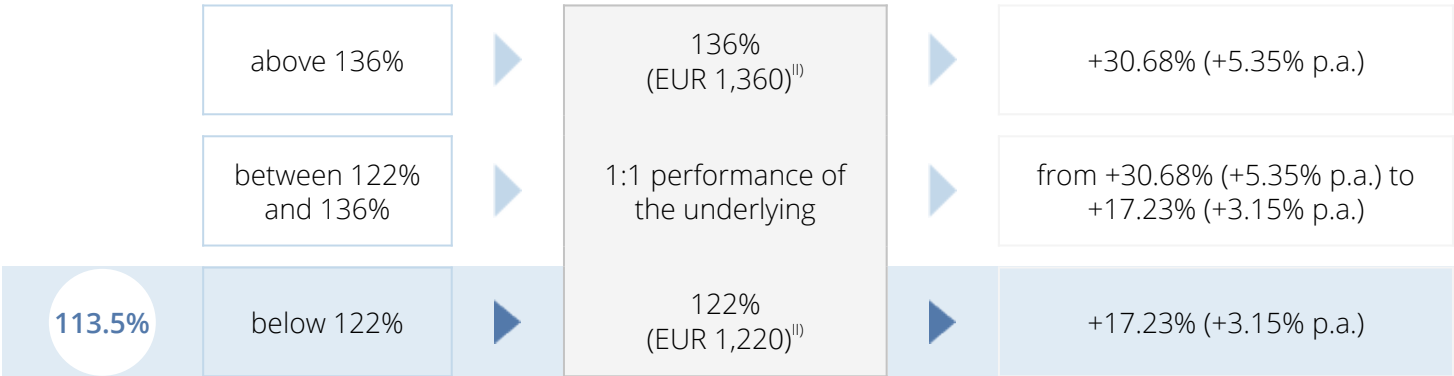 above 136%
136%
(EUR 1,360)II)
+30.68% (+5.35% p.a.)
between 122%
and 136%
1:1 performance of
the underlying
from +30.68% (+5.35% p.a.) to
+17.23% (+3.15% p.a.)
113.5%
below 122%
122%
(EUR 1,220)II)
+17.23% (+3.15% p.a.)